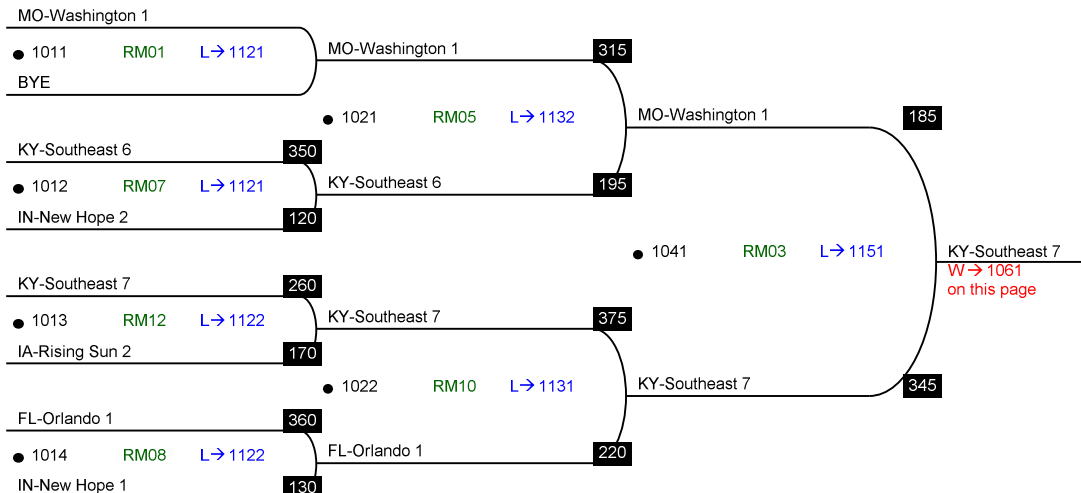 MO-Washington 1
1011 RM01 L→1121
BYE
MO-Washington 1 315
1021 RM05 L→1132
KY-Southeast 6 350
1012 RM07 L→1121
IN-New Hope 2 120
KY-Southeast 6 195
MO-Washington 1 185
1041 RM03 L→1151
KY-Southeast 7 260
1013 RM12 L→1122
IA-Rising Sun 2 170
KY-Southeast 7 375
1022 RM10 L→1131
FL-Orlando 1 360
1014 RM08 L→1122
IN-New Hope 1 130
FL-Orlando 1 220
KY-Southeast 7 345
KY-Southeast 7
W→1061
on this page